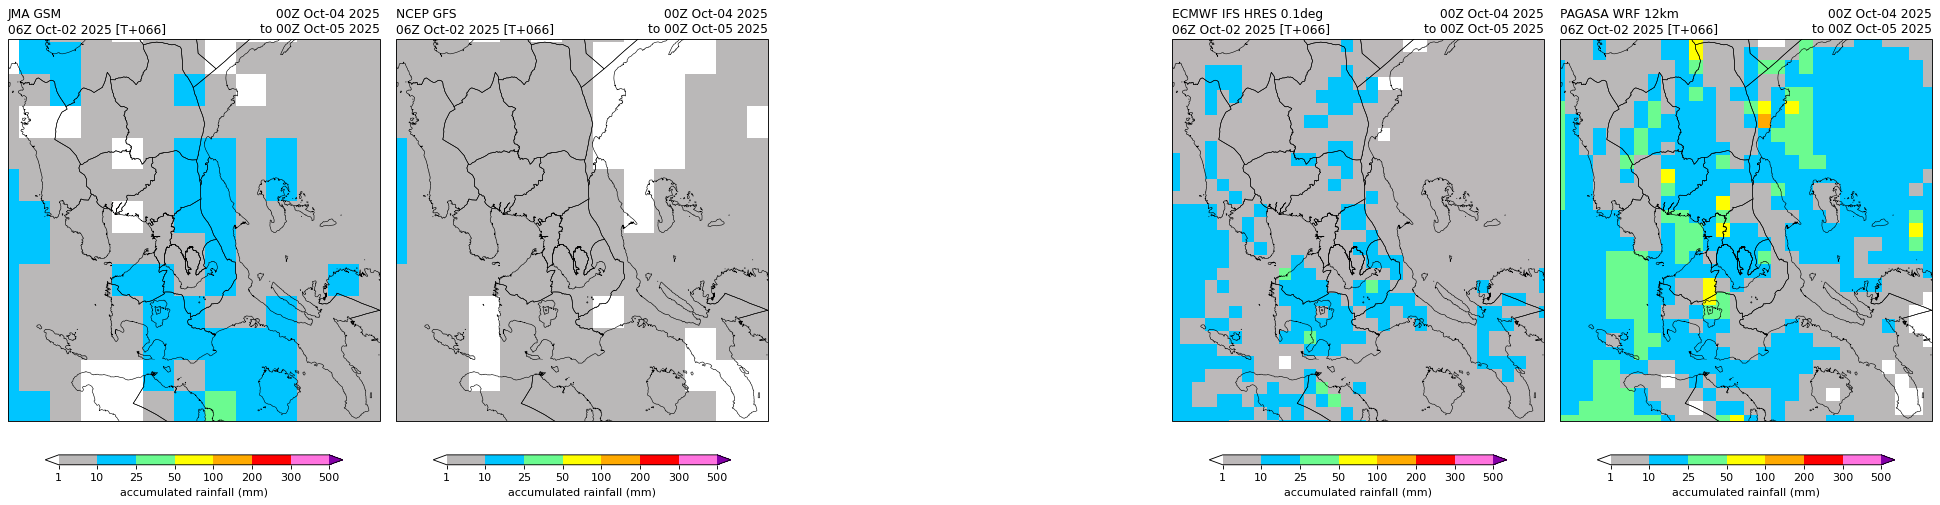 JMA GSM 00Z Oct-04 2025
06Z Oct-02 2025 [T+066] to 00Z Oct-05 2025
1 10 25 50 100 200 300 500
accumulated rainfall (mm)
NCEP GFS 00Z Oct-04 2025
06Z Oct-02 2025 [T+066] to 00Z Oct-05 2025
1 10 25 50 100 200 300 500
accumulated rainfall (mm)
ECMWF IFS HRES 0.1deg 00Z Oct-04 2025
06Z Oct-02 2025 [T+066] to 00Z Oct-05 2025
1 10 25 50 100 200 300 500
accumulated rainfall (mm)
PAGASA WRF 12km 00Z Oct-04 2025
06Z Oct-02 2025 [T+066] to 00Z Oct-05 2025
1 10 25 50 100 200 300 500
accumulated rainfall (mm)